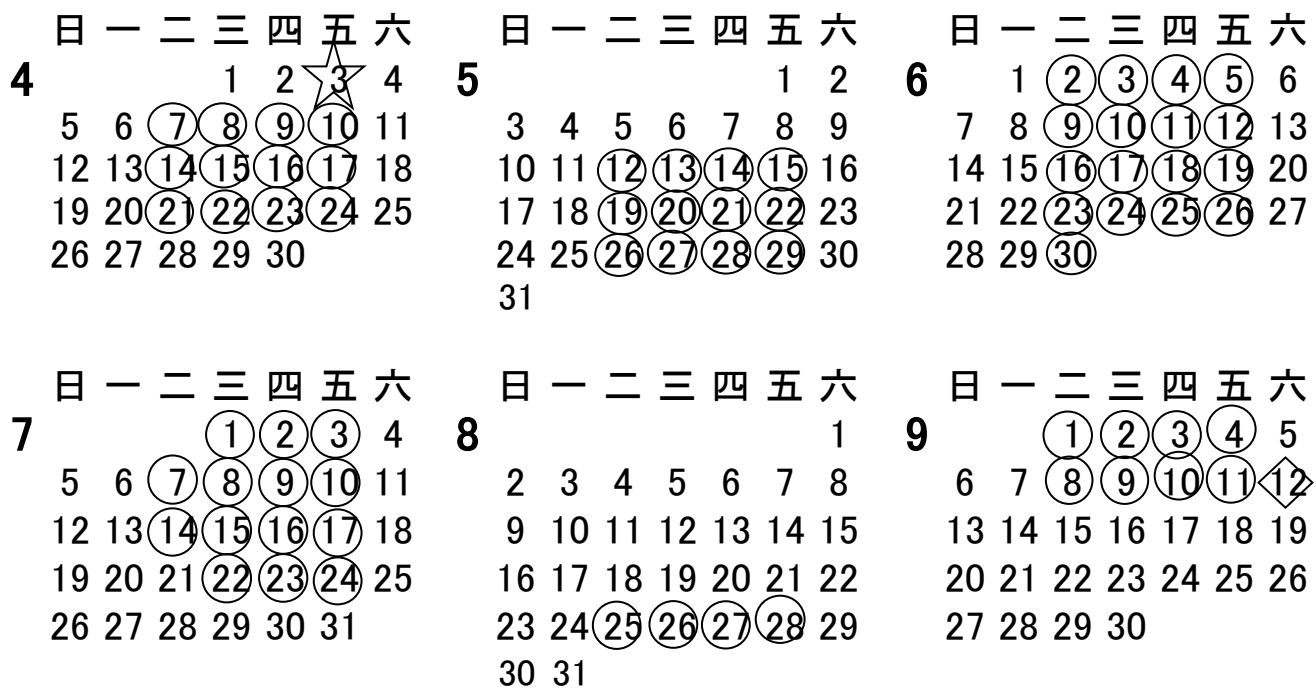 日 一 二 三 四 五 六
4
1 2 3 4
5 6 7 8 9 10 11
12 13 14 15 16 17 18
19 20 21 22 23 24 25
26 27 28 29 30
日 一 二 三 四 五 六
5
1 2
3 4 5 6 7 8 9
10 11 12 13 14 15 16
17 18 19 20 21 22 23
24 25 26 27 28 29 30
31
日 一 二 三 四 五 六
6
1 2 3 4 5 6
7 8 9 10 11 12 13
14 15 16 17 18 19 20
21 22 23 24 25 26 27
28 29 30
日 一 二 三 四 五 六
7
1 2 3 4
5 6 7 8 9 10 11
12 13 14 15 16 17 18
19 20 21 22 23 24 25
26 27 28 29 30 31
日 一 二 三 四 五 六
8
1
2 3 4 5 6 7 8
9 10 11 12 13 14 15
16 17 18 19 20 21 22
23 24 25 26 27 28 29
30 31
日 一 二 三 四 五 六
9
1 2 3 4 5
6 7 8 9 10 11 12
13 14 15 16 17 18 19
20 21 22 23 24 25 26
27 28 29 30